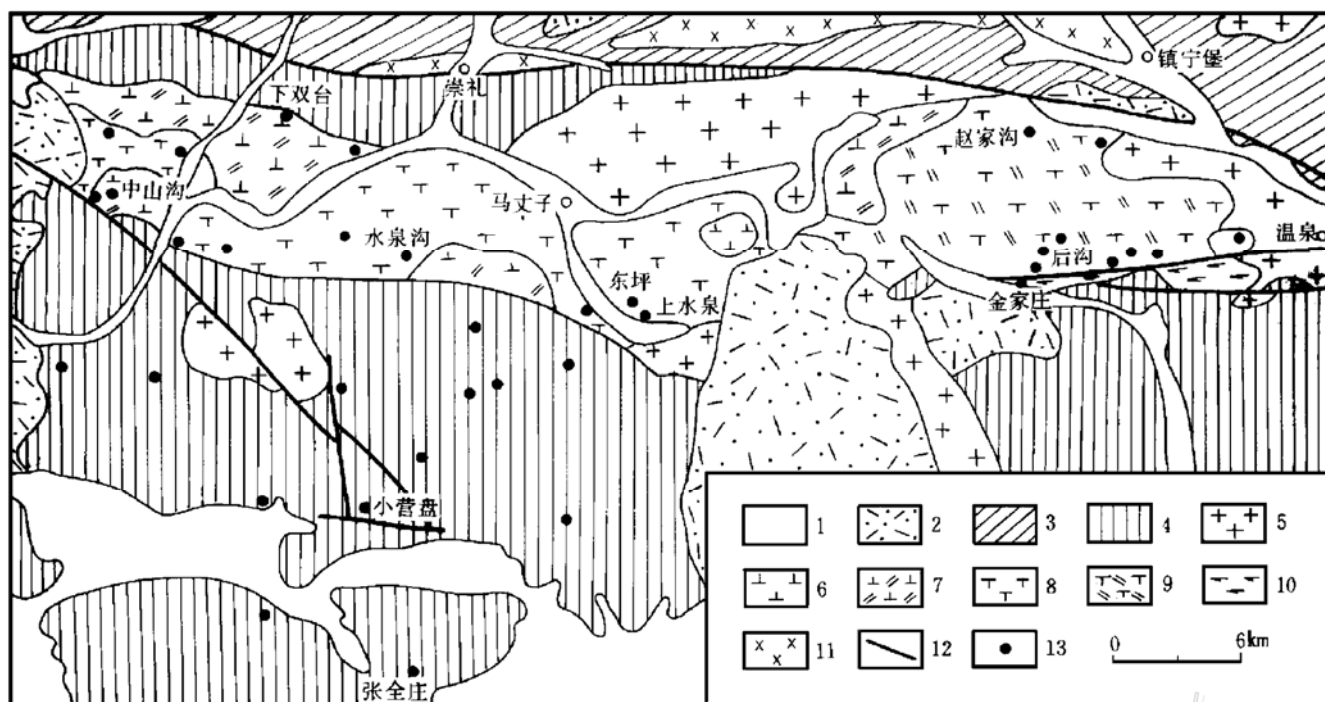 镇宁堡
崇礼
下双台
赵家沟
中山沟
马丈子
水泉沟
温泉
后沟
东坪
上水泉
金家庄
小营盘
张全庄
1 2 3 4 5
6 7 8 9 10
11 12 13 0 6km